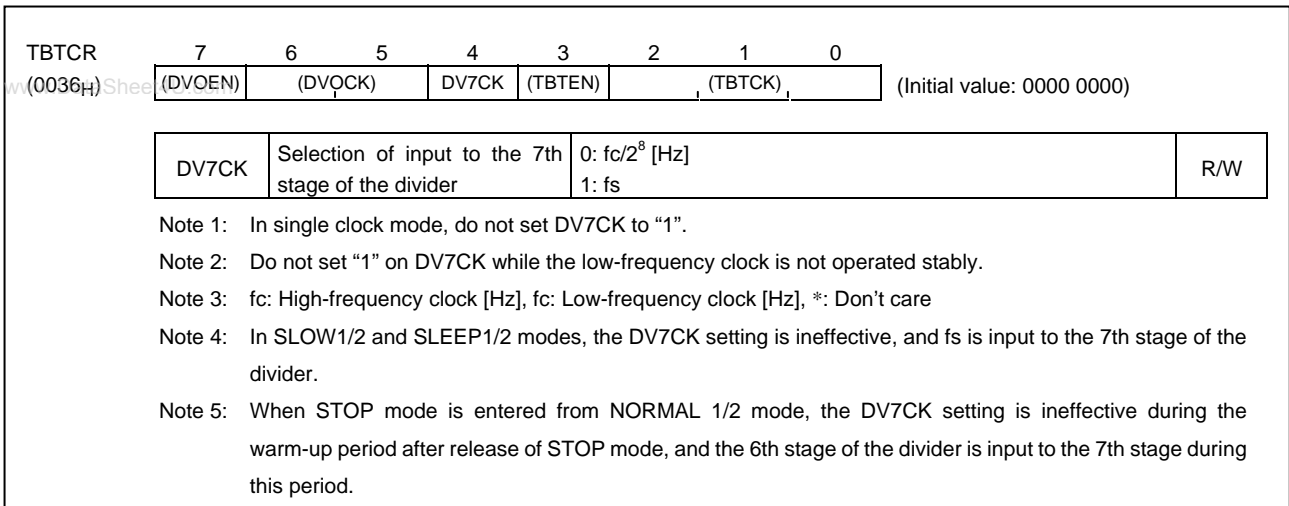 TBTCR 7 6 5 4 3 2 1 0
(0036H) (DVOEN) (DVOCK) DV7CK (TBTEN) (TBTCK) (Initial value: 0000 0000)
DV7CK Selection of input to the 7th stage of the divider 0: fc/2^8 [Hz] 1: fs R/W
Note 1: In single clock mode, do not set DV7CK to “1”.
Note 2: Do not set “1” on DV7CK while the low-frequency clock is not operated stably.
Note 3: fc: High-frequency clock [Hz], fc: Low-frequency clock [Hz], *: Don’t care
Note 4: In SLOW1/2 and SLEEP1/2 modes, the DV7CK setting is ineffective, and fs is input to the 7th stage of the
divider.
Note 5: When STOP mode is entered from NORMAL 1/2 mode, the DV7CK setting is ineffective during the
warm-up period after release of STOP mode, and the 6th stage of the divider is input to the 7th stage during
this period.